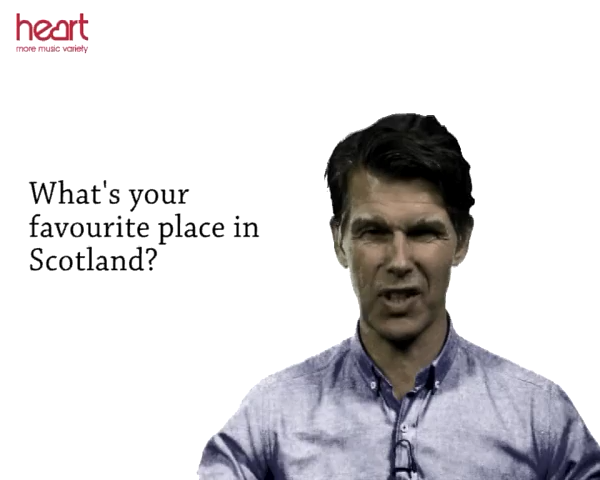 heart
more music variety
What's your
favourite place in
Scotland?